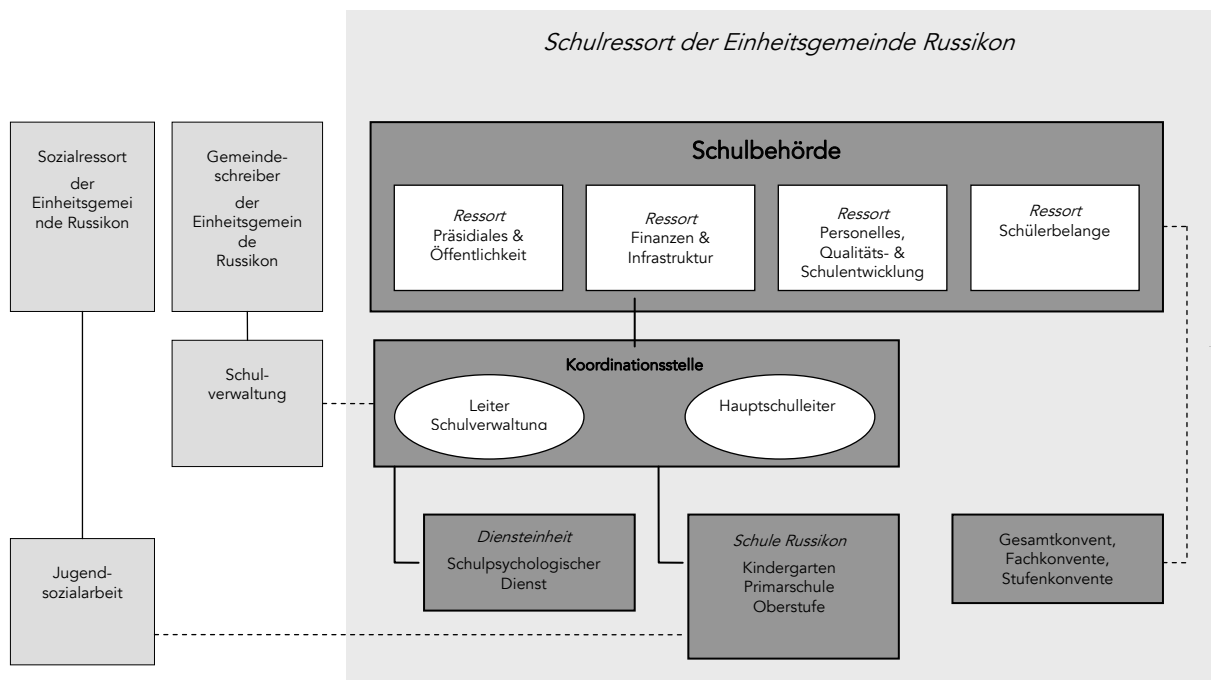 Schulressort der Einheitsgemeinde Russikon
Sozialressort
der
Einheitsgemei
nde Russikon
Gemeinde-
schreiber
der
Einheitsgemein
de
Russikon
Schulbehörde
Ressort
Präsidiales &
Öffentlichkeit
Ressort
Finanzen &
Infrastruktur
Ressort
Personelles,
Qualitäts- &
Schulentwicklung
Ressort
Schülerbelange
Schul-
verwaltung
Koordinationsstelle
Leiter
Schulverwaltung
Hauptschulleiter
Jugend-
sozialarbeit
Diensteinheit
Schulpsychologischer
Dienst
Schule Russikon
Kindergarten
Primarschule
Oberstufe
Gesamtkonvent,
Fachkonvente,
Stufenkonvente